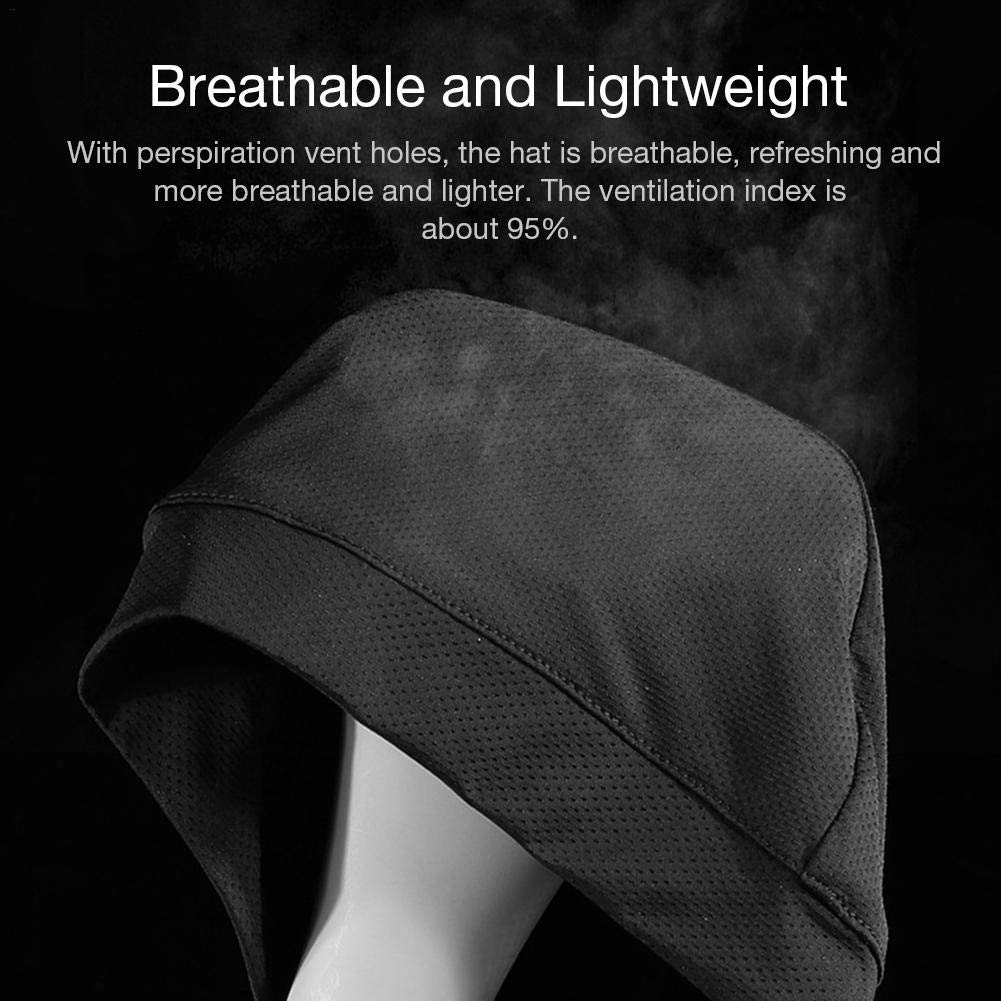 Breathable and Lightweight
With perspiration vent holes, the hat is breathable, refreshing and
more breathable and lighter. The ventilation index is
about 95%.